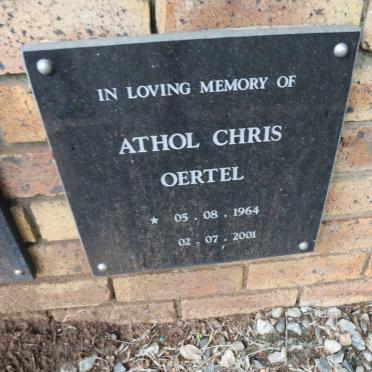 IN LOVING MEMORY OF
ATHOL CHRIS
OERTEL
★ 05 . 08 . 1964
02 . 07 . 2001